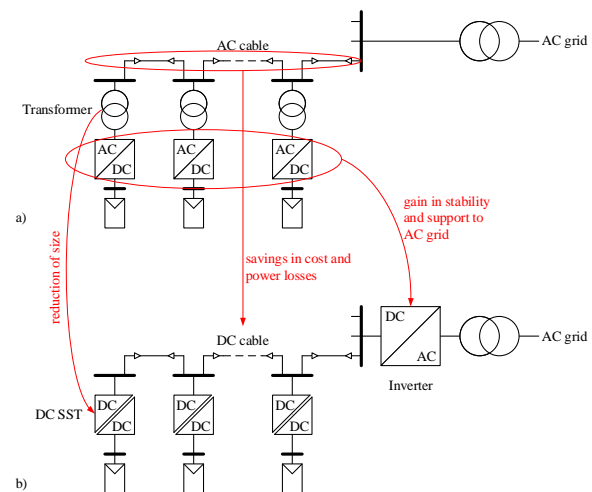 AC cable
AC grid
Transformer
AC
DC
AC
DC
AC
DC
a)
reduction of size
savings in cost and
power losses
gain in stability
and support to
AC grid
DC cable
DC
AC
AC grid
Inverter
DC SST
DC
DC
DC
DC
DC
DC
b)